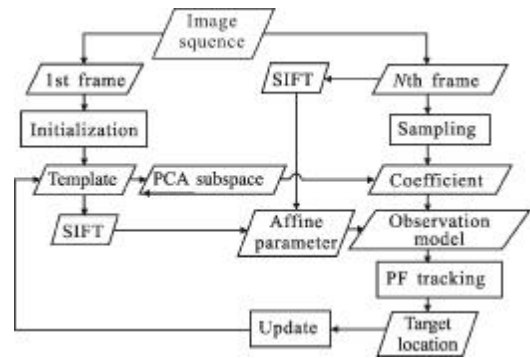 Image
squence
1st frame
SIFT
Nth frame
Initialization
Sampling
Template
PCA subspace
Coefficient
SIFT
Affine
parameter
Observation
model
PF tracking
Update
Target
location